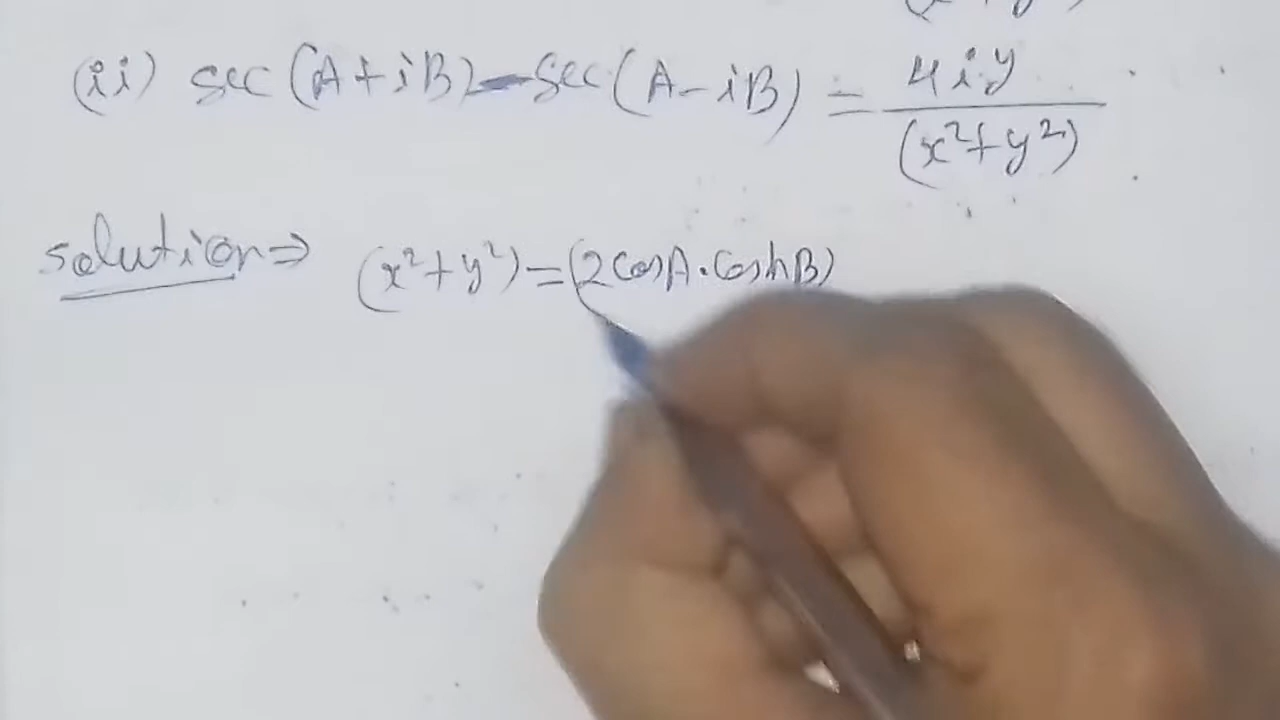 (ii) sec(A+iB)-sec(A-iB) = 4iy/(x²+y²)
solution⇒ (x²+y²)=(2cosA.coshB)